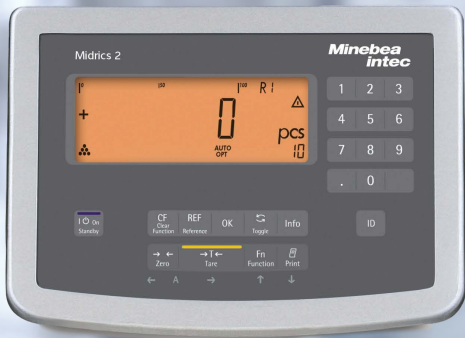 Midrics 2
Minebea
intec
0 50 100 R1
+ 0
pcs
AUTO
OPT
10
1 2 3
4 5 6
7 8 9
. 0
I On
Standby
CF
Clear
Function
REF
Reference
OK
Toggle
Info
ID
Zero
T
Tare
Fn
Function
Print
← A → ↑ ↓